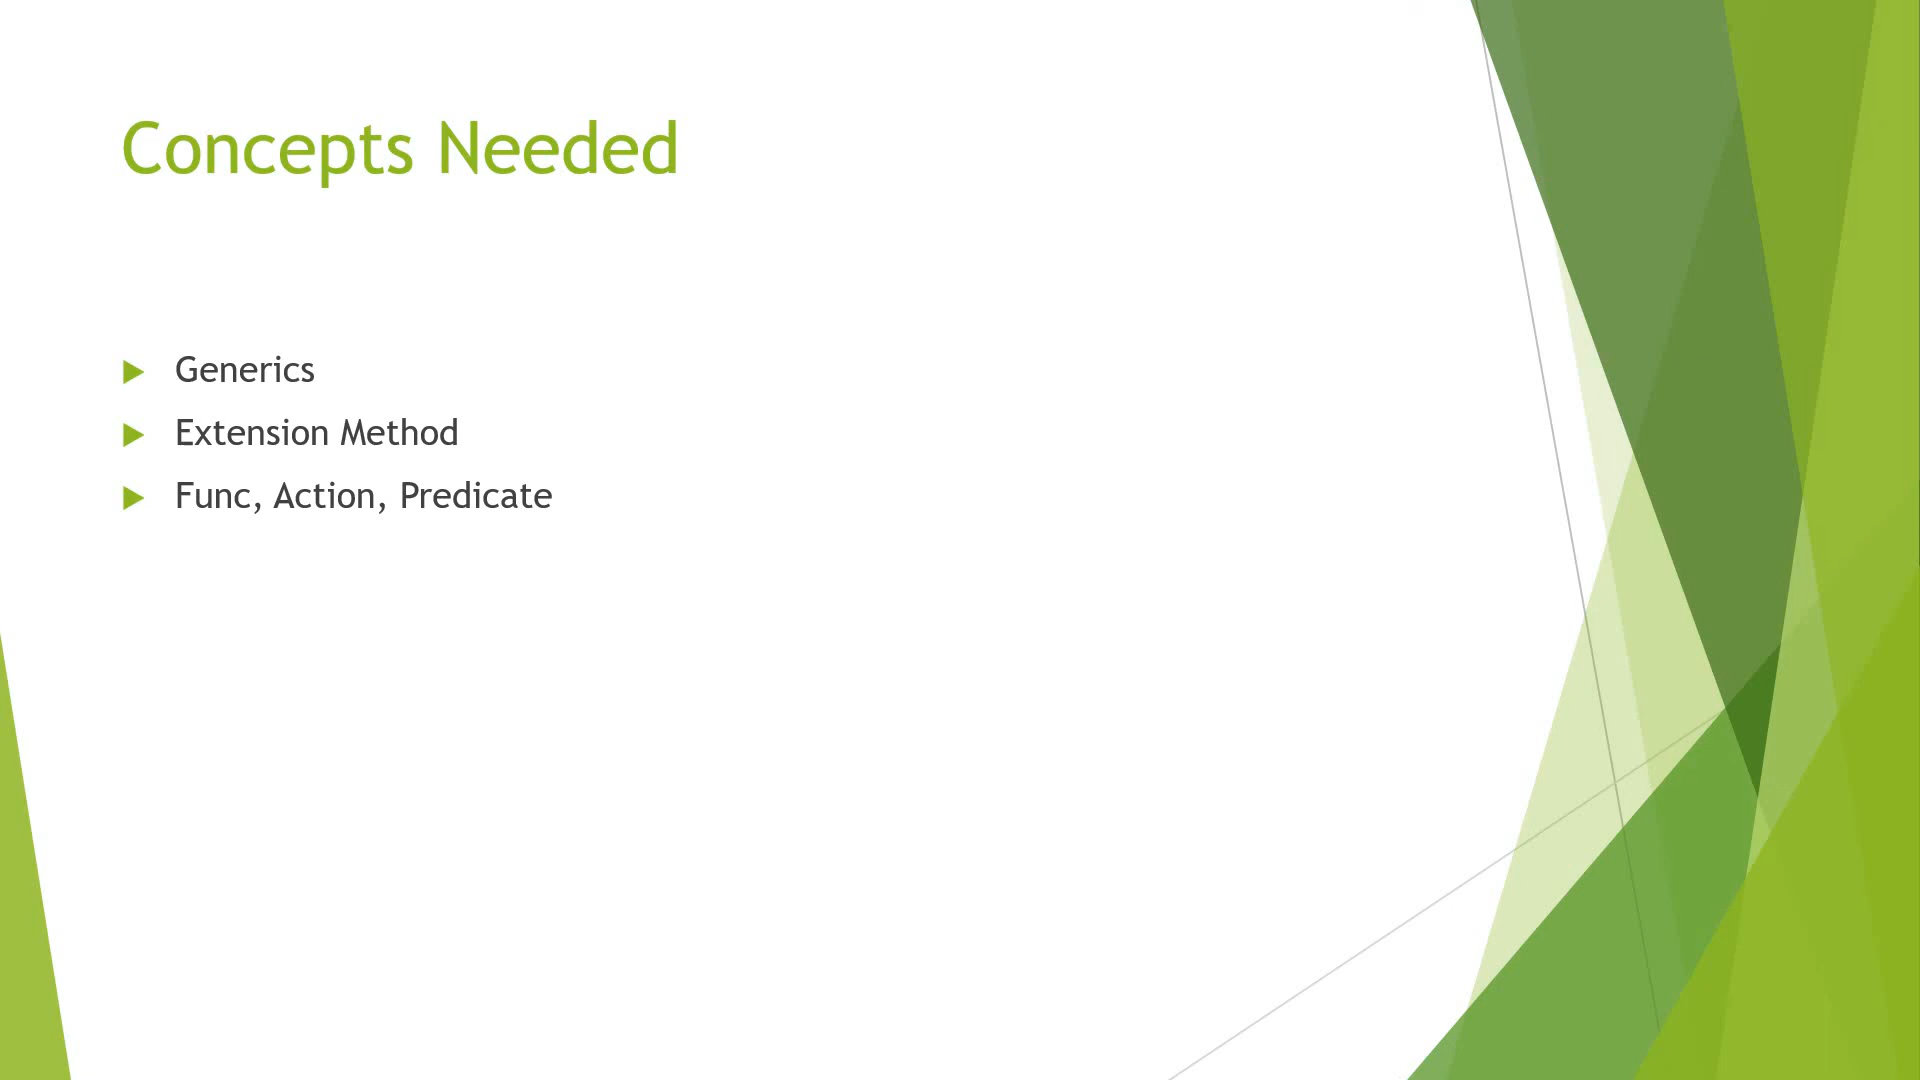 Concepts Needed
Generics
Extension Method
Func, Action, Predicate